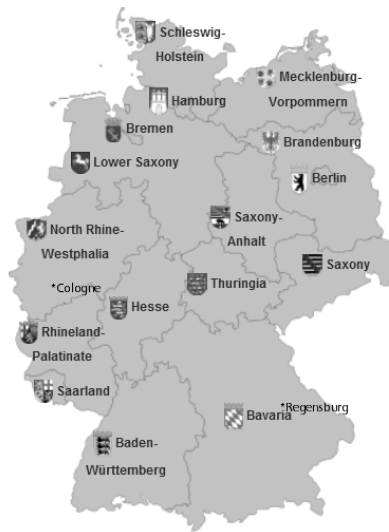 Schleswig-
Holstein
Mecklenburg-
Vorpommern
Hamburg
Bremen
Brandenburg
Lower Saxony
Berlin
North Rhine-
Westphalia
Saxony-
Anhalt
Saxony
*Cologne
Thuringia
Hesse
Rhineland-
Palatinate
Saarland
Bavaria
*Regensburg
Baden-
Württemberg